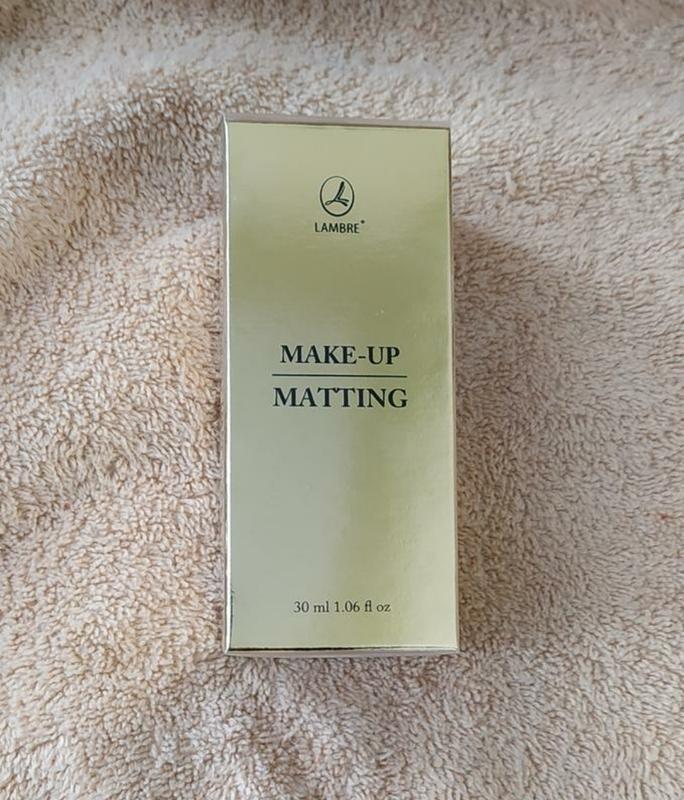 LAMBRE®
MAKE-UP
MATTING
30 ml 1.06 fl oz